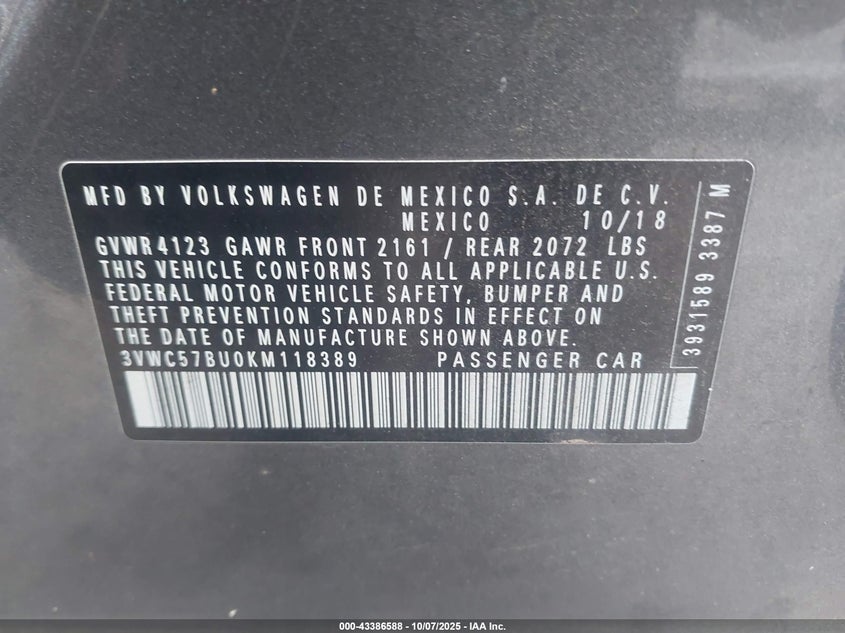 MFD BY VOLKSWAGEN DE MEXICO S.A. DE C.V.
MEXICO 10/18
GVWR 4123 GAWR FRONT 2161 / REAR 2072 LBS
THIS VEHICLE CONFORMS TO ALL APPLICABLE U.S.
FEDERAL MOTOR VEHICLE SAFETY, BUMPER AND
THEFT PREVENTION STANDARDS IN EFFECT ON
THE DATE OF MANUFACTURE SHOWN ABOVE.
3VWC57BU0KM118389 PASSENGER CAR
3931589 3387 M
000-43386588 - 10/07/2025 - IAA Inc.